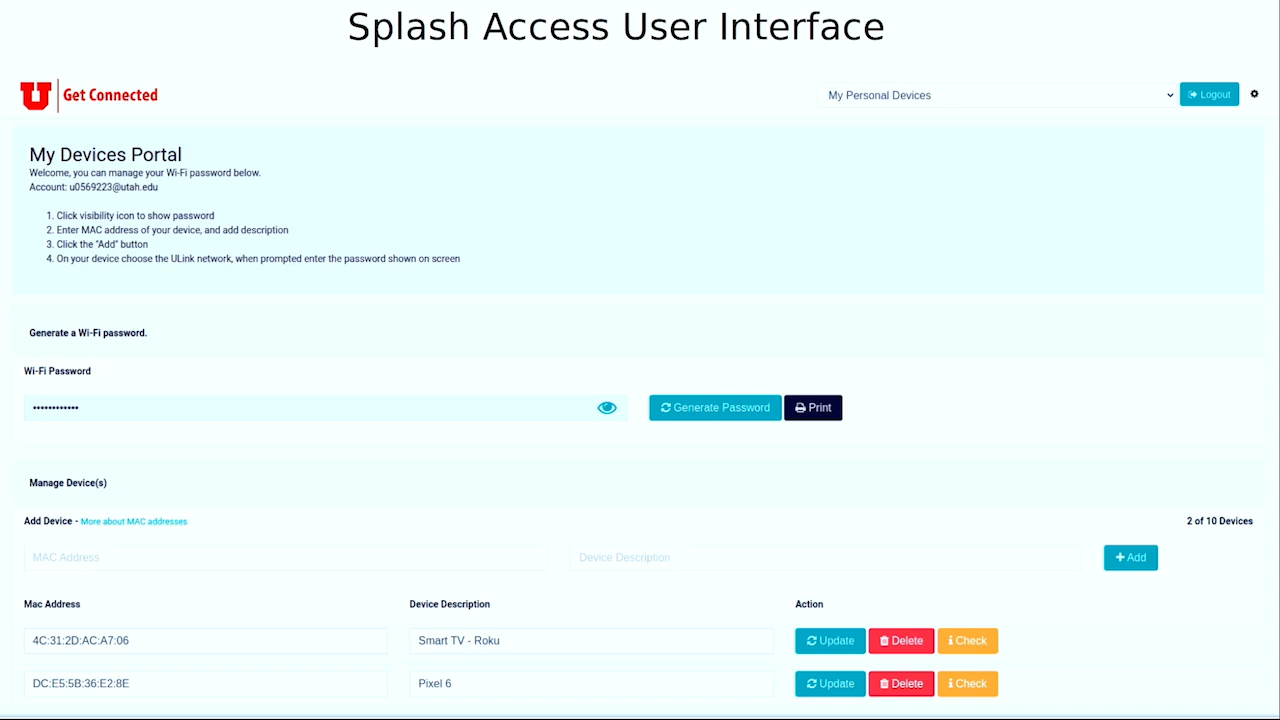 Splash Access User Interface
U Get Connected
My Personal Devices
Logout
My Devices Portal
Welcome, you can manage your Wi-Fi password below.
Account: u0569223@utah.edu
1. Click visibility icon to show password
2. Enter MAC address of your device, and add description
3. Click the "Add" button
4. On your device choose the ULink network, when prompted enter the password shown on screen
Generate a Wi-Fi password.
Wi-Fi Password
••••••••••••
Generate Password
Print
Manage Device(s)
Add Device - More about MAC addresses
2 of 10 Devices
MAC Address
Device Description
Add
Mac Address Device Description Action
4C:31:2D:AC:A7:06 Smart TV - Roku Update Delete Check
DC:E5:5B:36:E2:8E Pixel 6 Update Delete Check